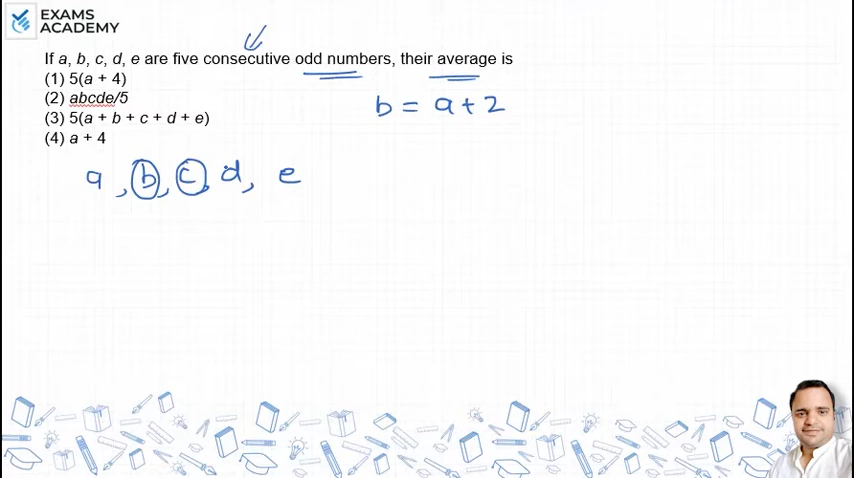 EXAMS
ACADEMY
If a, b, c, d, e are five consecutive odd numbers, their average is
(1) 5(a + 4)
(2) abcde/5
(3) 5(a + b + c + d + e)
(4) a + 4
b = a + 2
a, b, c, d, e